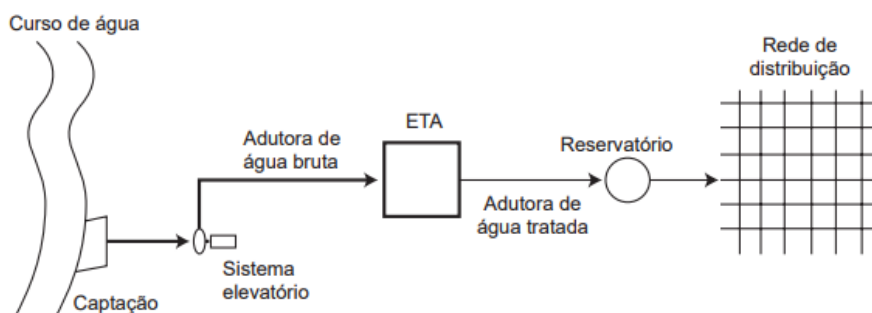 Curso de água
Rede de
distribuição
ETA
Adutora de
água bruta
Reservatório
Adutora de
água tratada
Sistema
elevatório
Captação